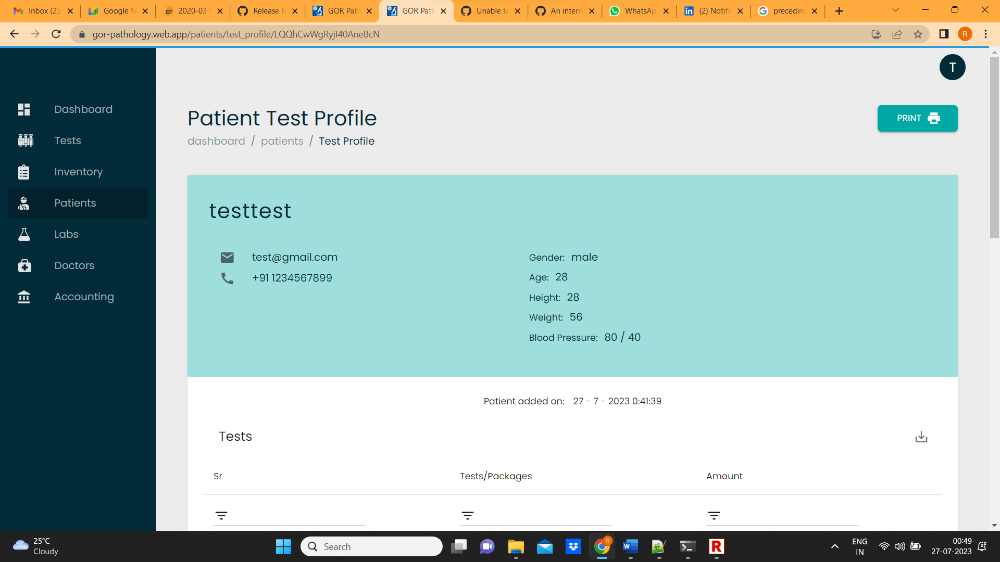 Inbox (25
Google M
2020-03 F
Release R
GOR Path
GOR Path
Unable to
An intern
WhatsApp
(2) Notific
preceding
gor-pathology.web.app/patients/test_profile/LQQhCwWgRyjI40AneBcN
R
T
Dashboard
Tests
Inventory
Patients
Labs
Doctors
Accounting
Patient Test Profile
PRINT
dashboard / patients / Test Profile
testtest
test@gmail.com
+91 1234567899
Gender: male
Age: 28
Height: 28
Weight: 56
Blood Pressure: 80 / 40
Patient added on: 27 - 7 - 2023 0:41:39
Tests
Sr Tests/Packages Amount
25°C
Cloudy
Search
ENG
IN
00:49
27-07-2023